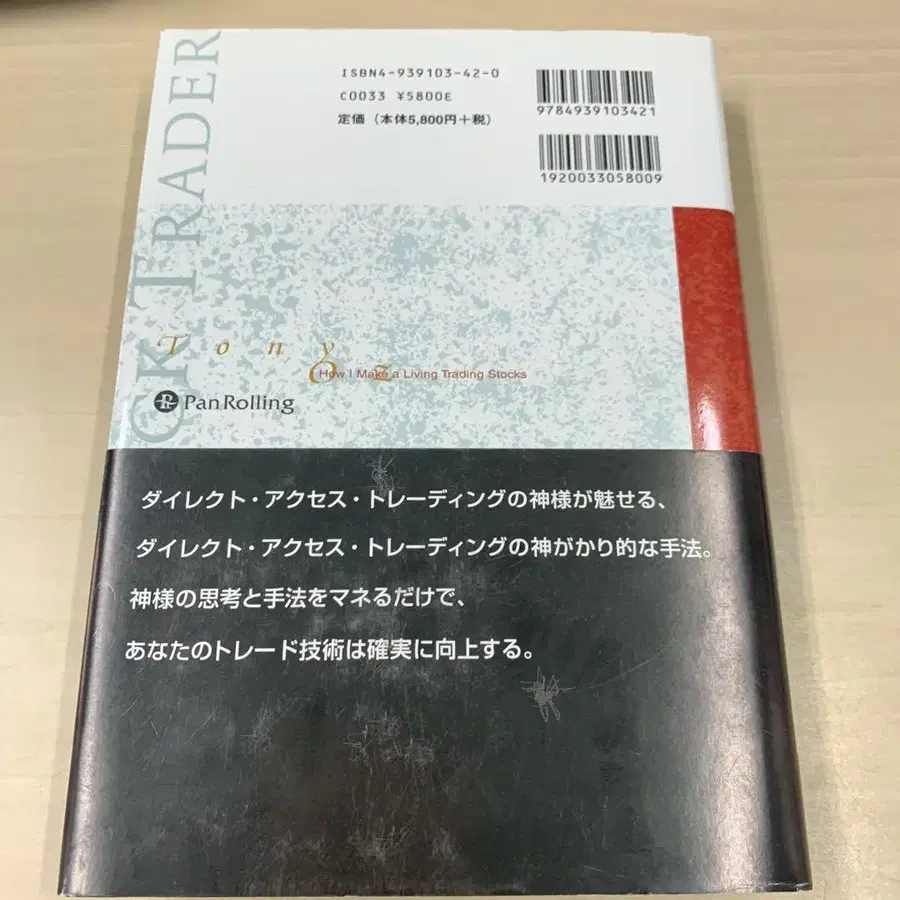 ISBN4-939103-42-0
C0033 ¥5800E
定価（本体5,800円＋税）
9784939103421
1920033058009
CK TRADER
Tony
Oz
How I Make a Living Trading Stocks
PanRolling
ダイレクト・アクセス・トレーディングの神様が魅せる、
ダイレクト・アクセス・トレーディングの神がかり的な手法。
神様の思考と手法をマネるだけで、
あなたのトレード技術は確実に向上する。